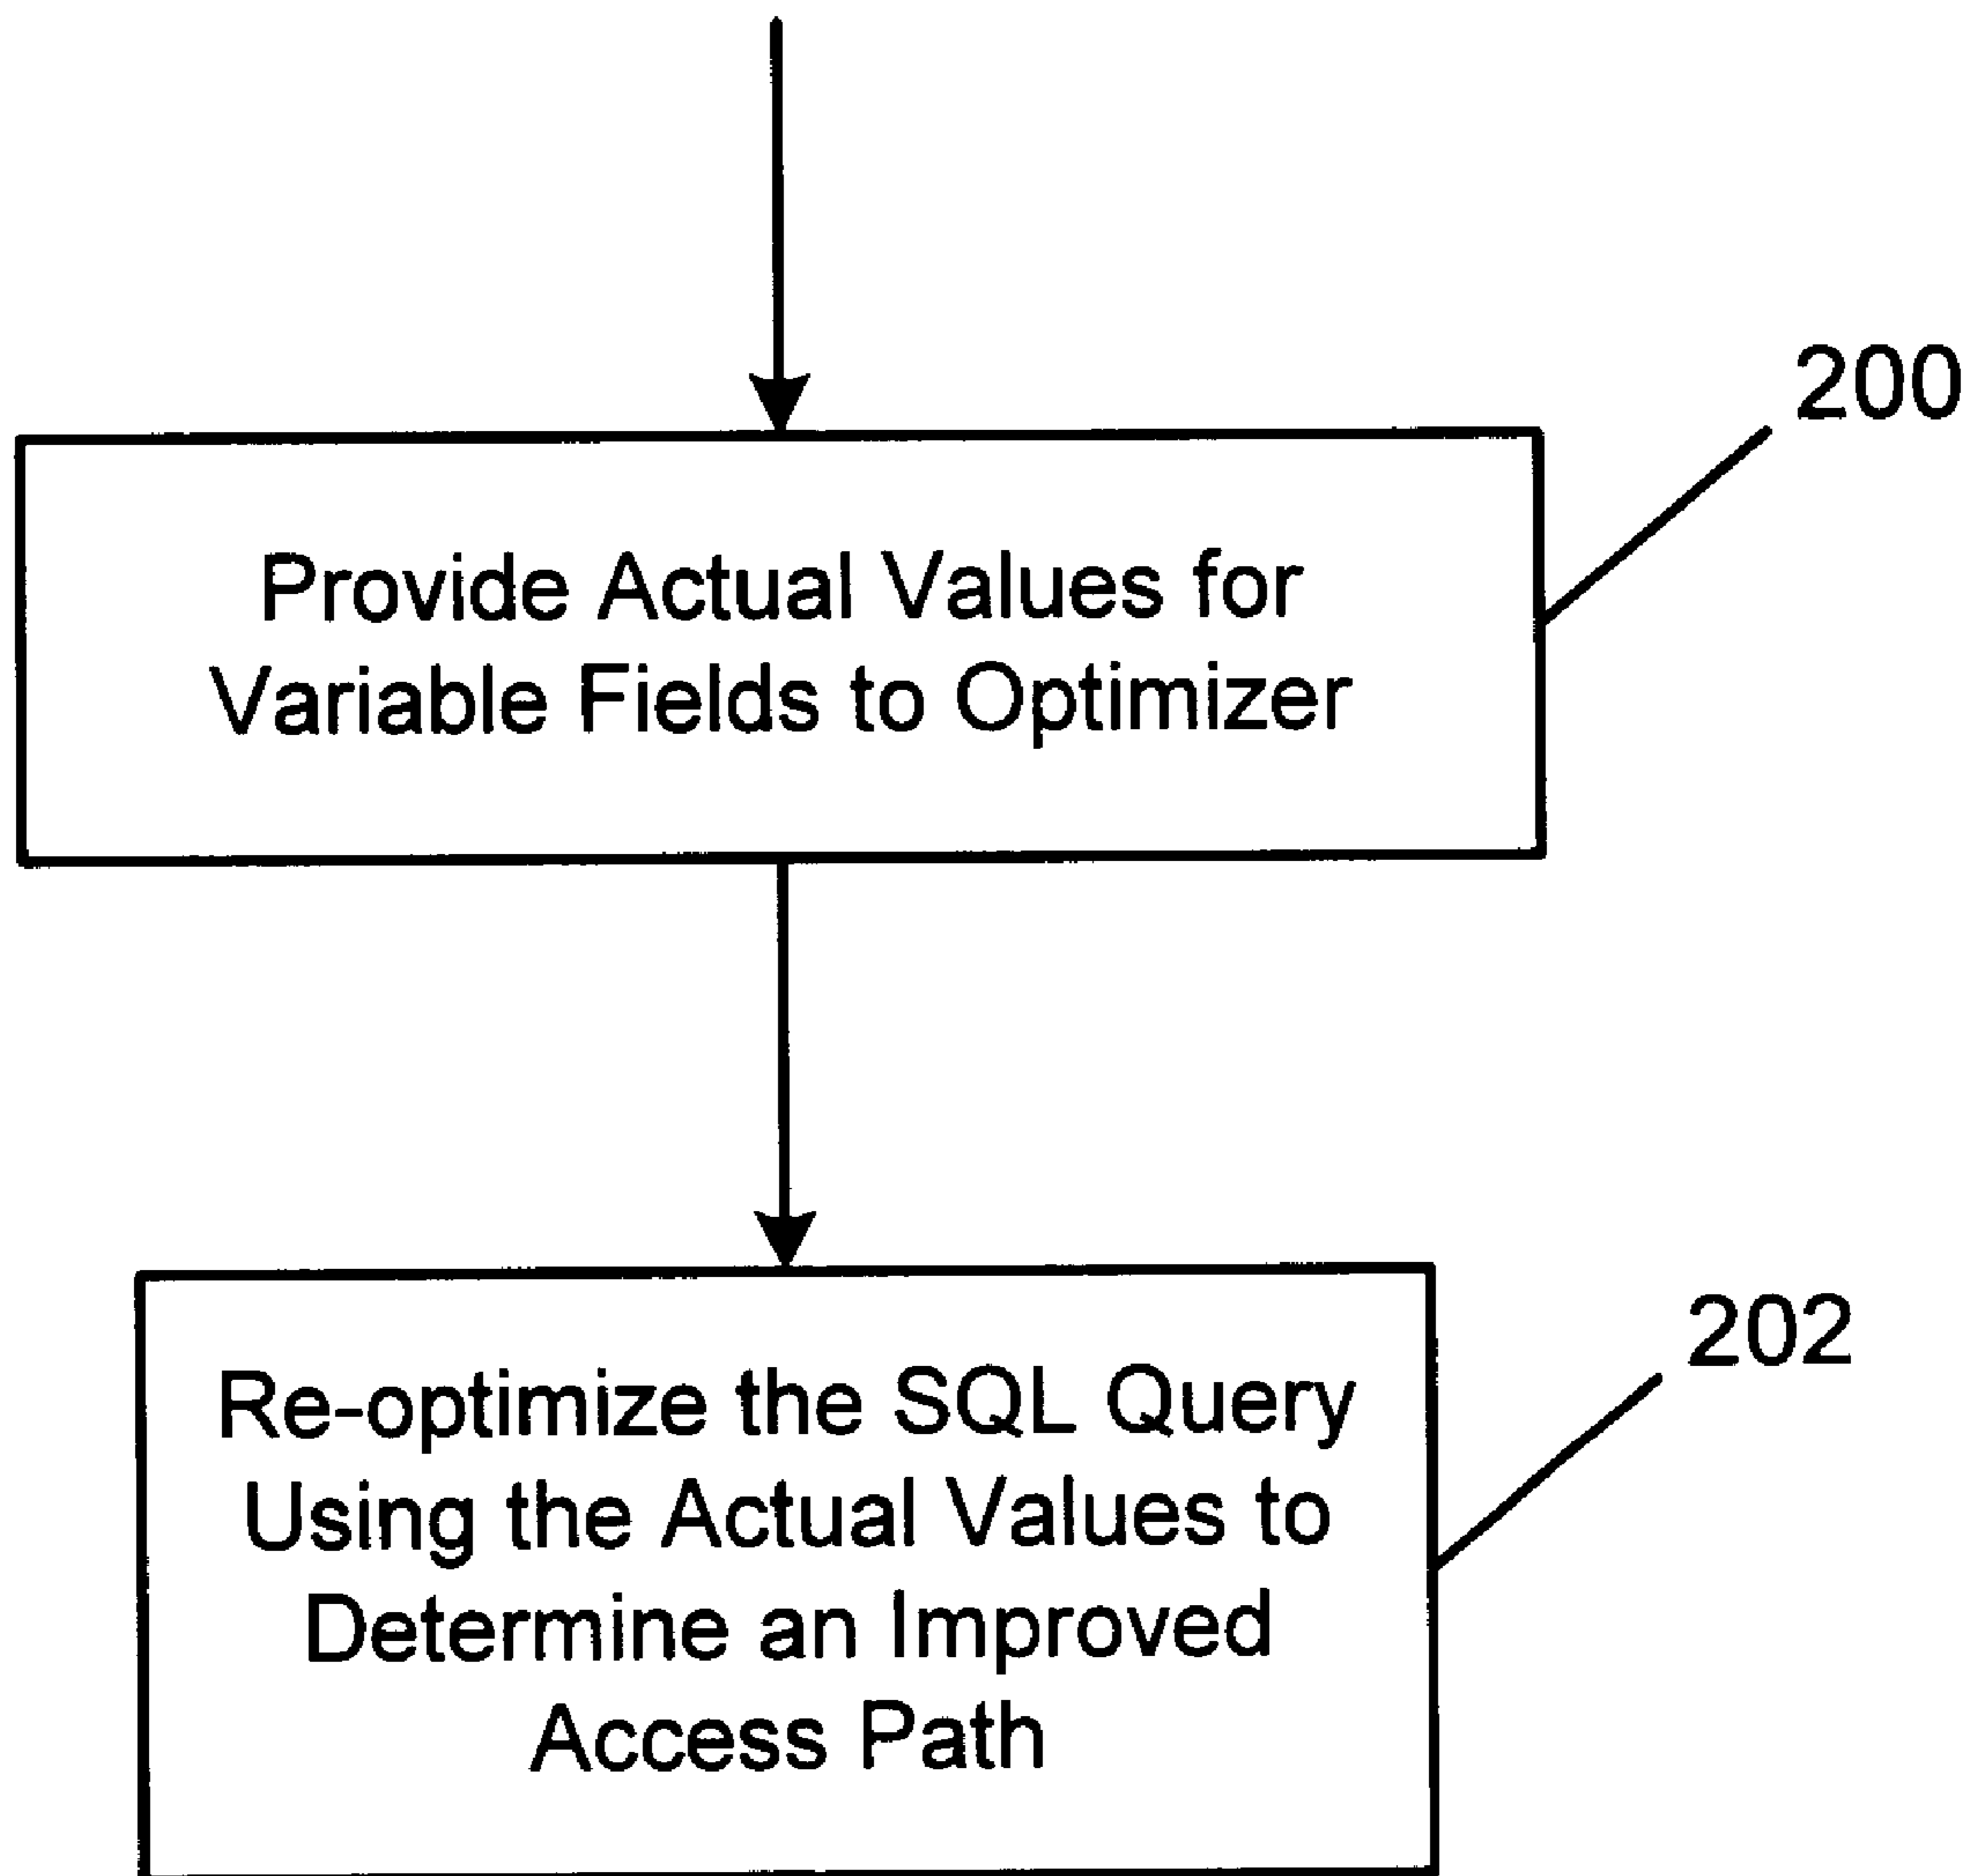 200
Provide Actual Values for
Variable Fields to Optimizer
202
Re-optimize the SQL Query
Using the Actual Values to
Determine an Improved
Access Path